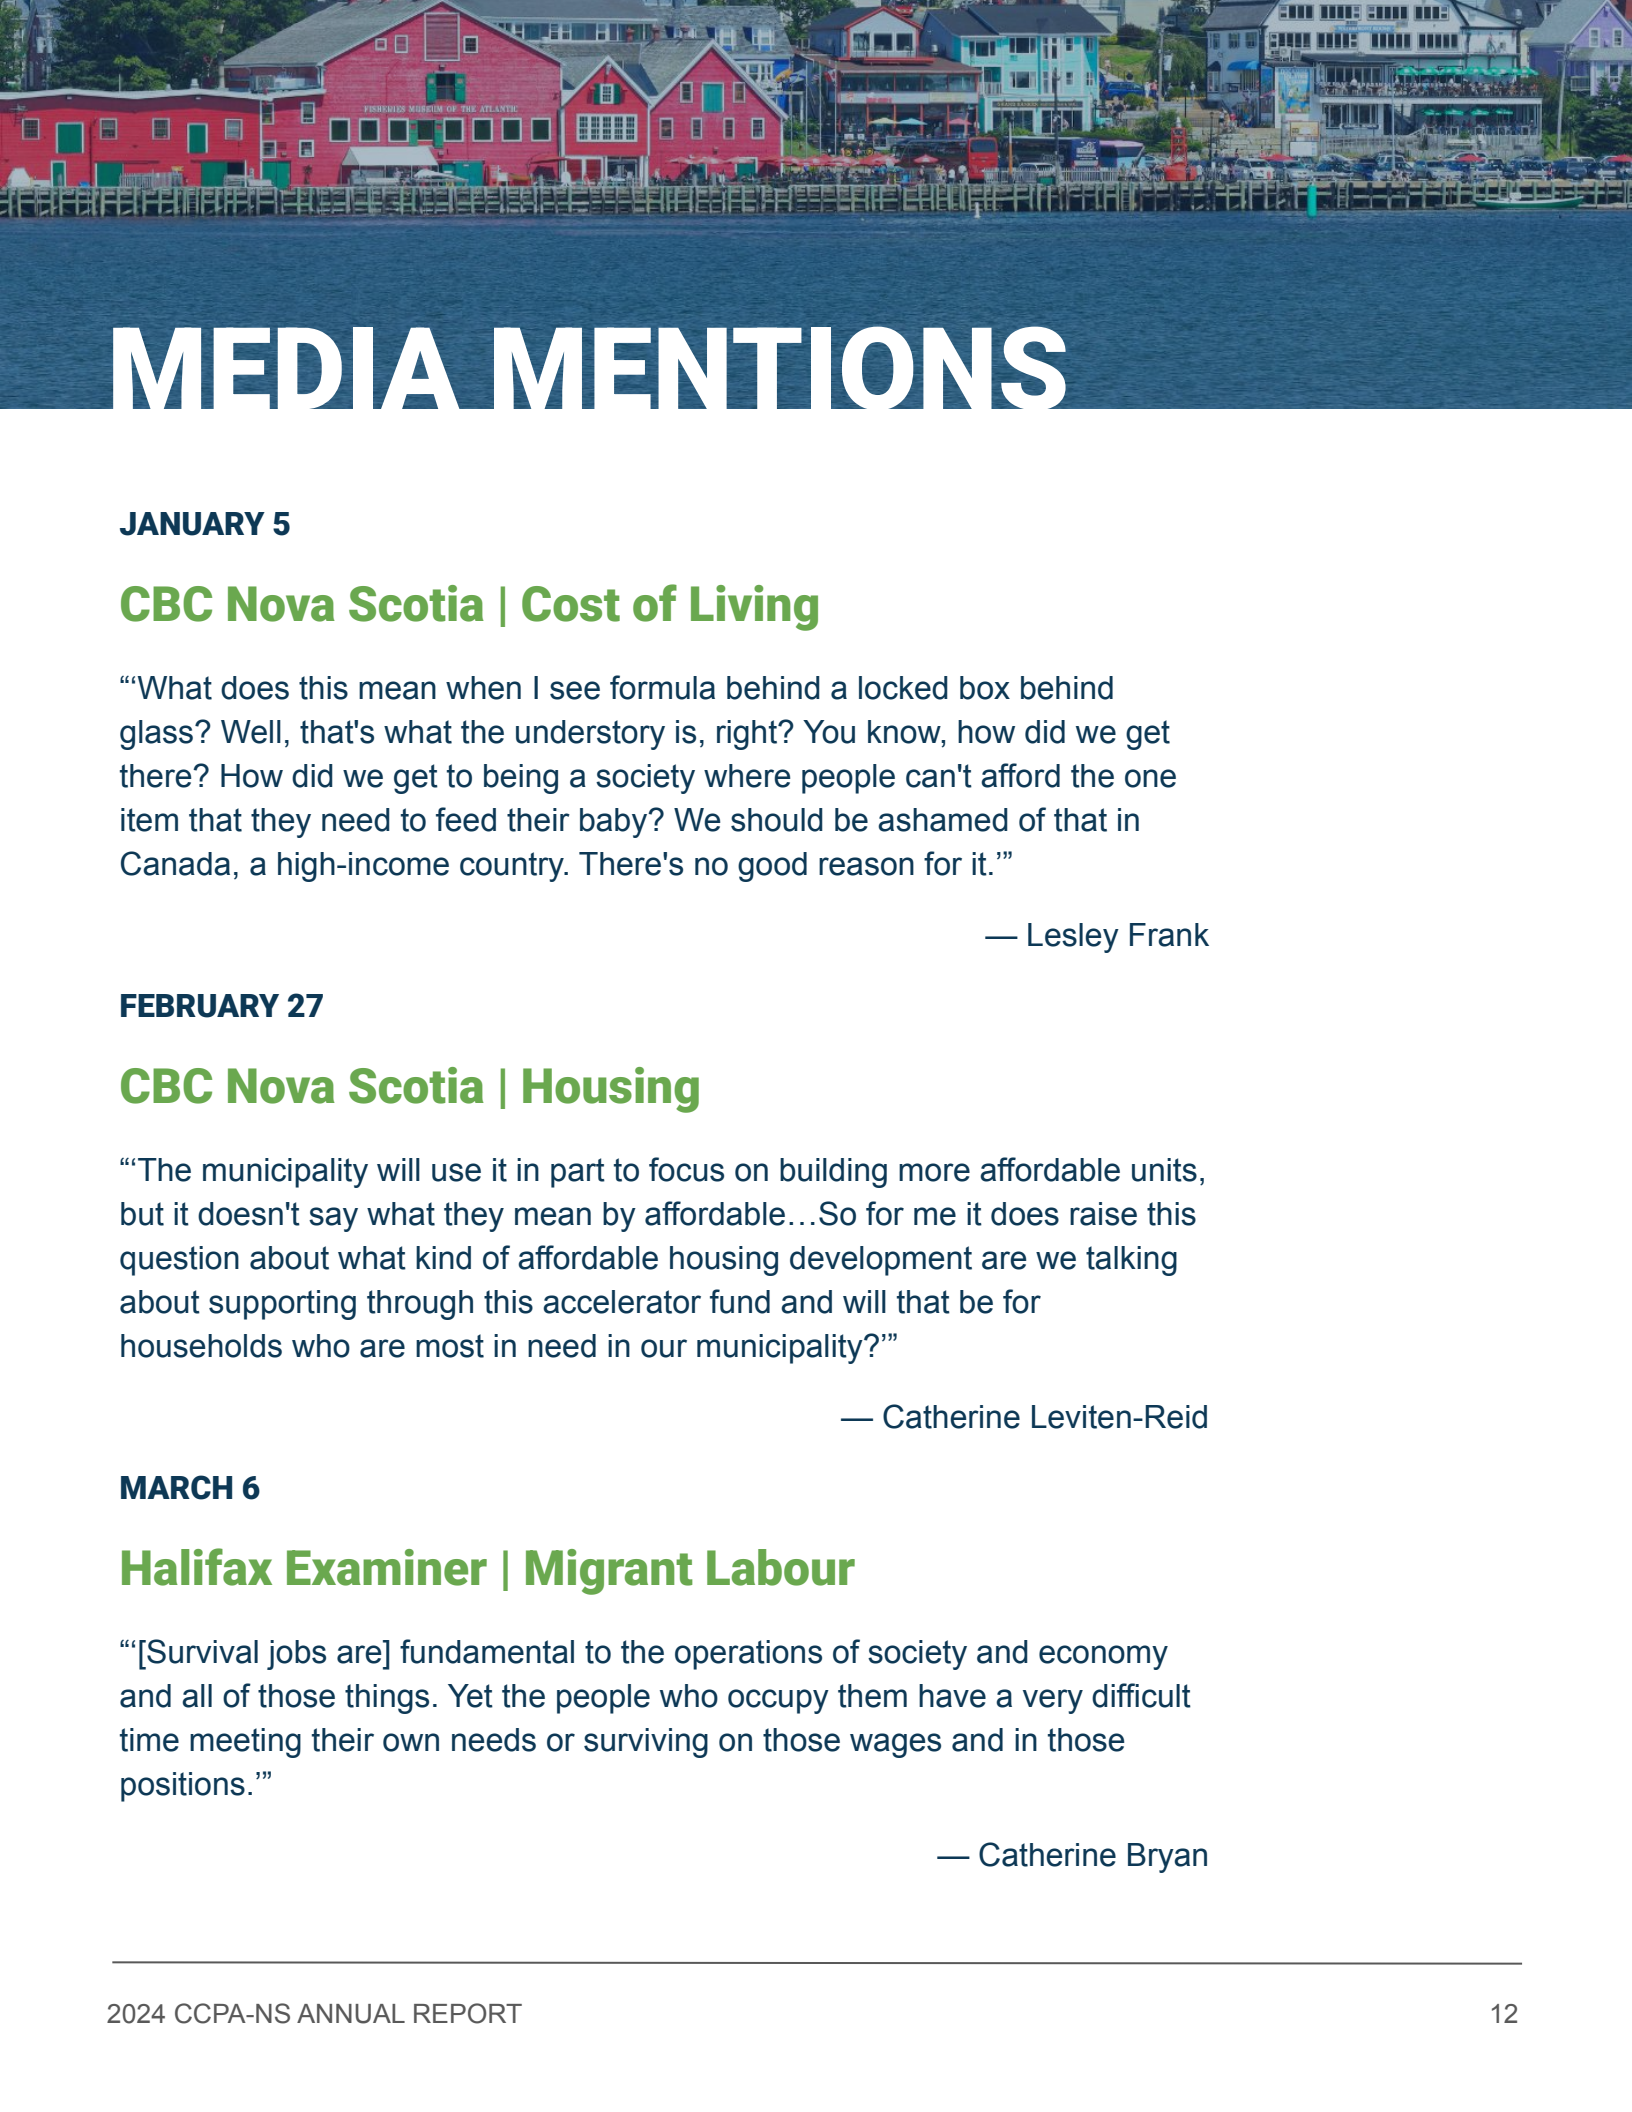 FISHERIES MUSEUM OF THE ATLANTIC
MEDIA MENTIONS
JANUARY 5
CBC Nova Scotia | Cost of Living
“‘What does this mean when I see formula behind a locked box behind
glass? Well, that's what the understory is, right? You know, how did we get
there? How did we get to being a society where people can't afford the one
item that they need to feed their baby? We should be ashamed of that in
Canada, a high-income country. There's no good reason for it.’”
— Lesley Frank
FEBRUARY 27
CBC Nova Scotia | Housing
“‘The municipality will use it in part to focus on building more affordable units,
but it doesn't say what they mean by affordable…So for me it does raise this
question about what kind of affordable housing development are we talking
about supporting through this accelerator fund and will that be for
households who are most in need in our municipality?’”
— Catherine Leviten-Reid
MARCH 6
Halifax Examiner | Migrant Labour
“‘[Survival jobs are] fundamental to the operations of society and economy
and all of those things. Yet the people who occupy them have a very difficult
time meeting their own needs or surviving on those wages and in those
positions.’”
— Catherine Bryan
2024 CCPA-NS ANNUAL REPORT
12